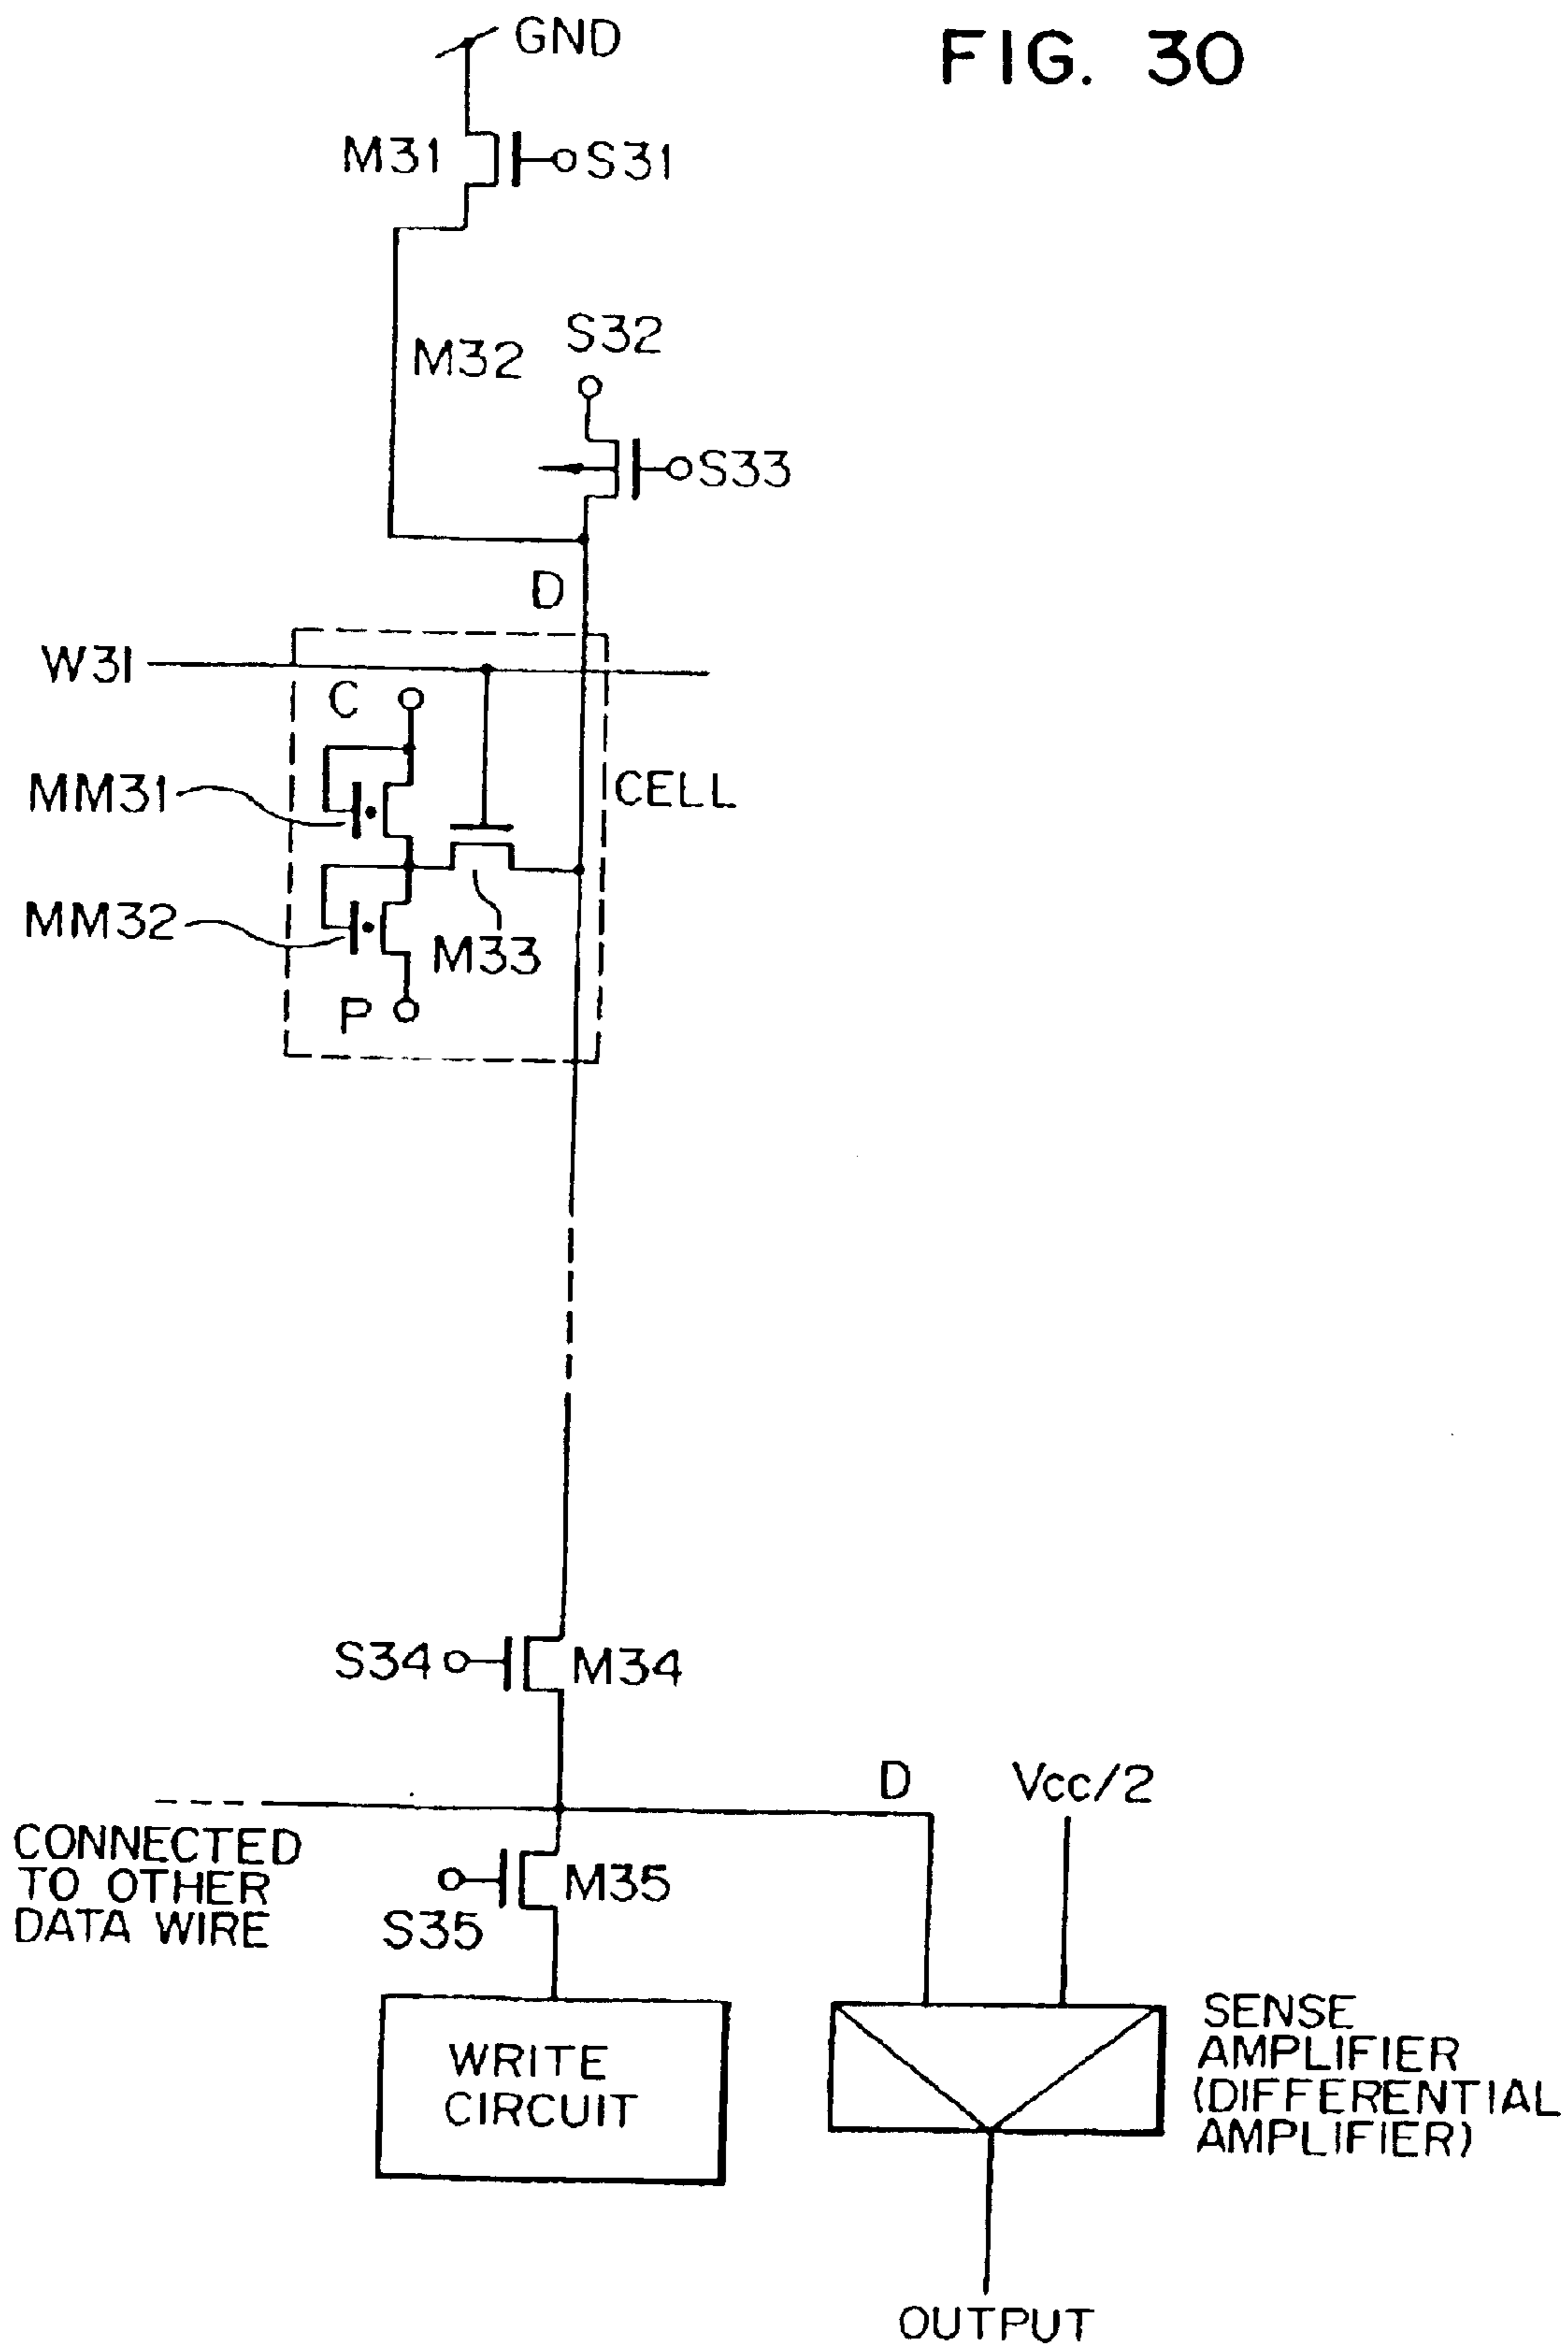 GND
FIG. 30
M31
S31
M32
S32
S33
D
W31
C
MM31
CELL
MM32
M33
P
S34
M34
D
Vcc/2
CONNECTED
TO OTHER
DATA WIRE
M35
S35
WRITE
CIRCUIT
SENSE
AMPLIFIER
(DIFFERENTIAL
AMPLIFIER)
OUTPUT